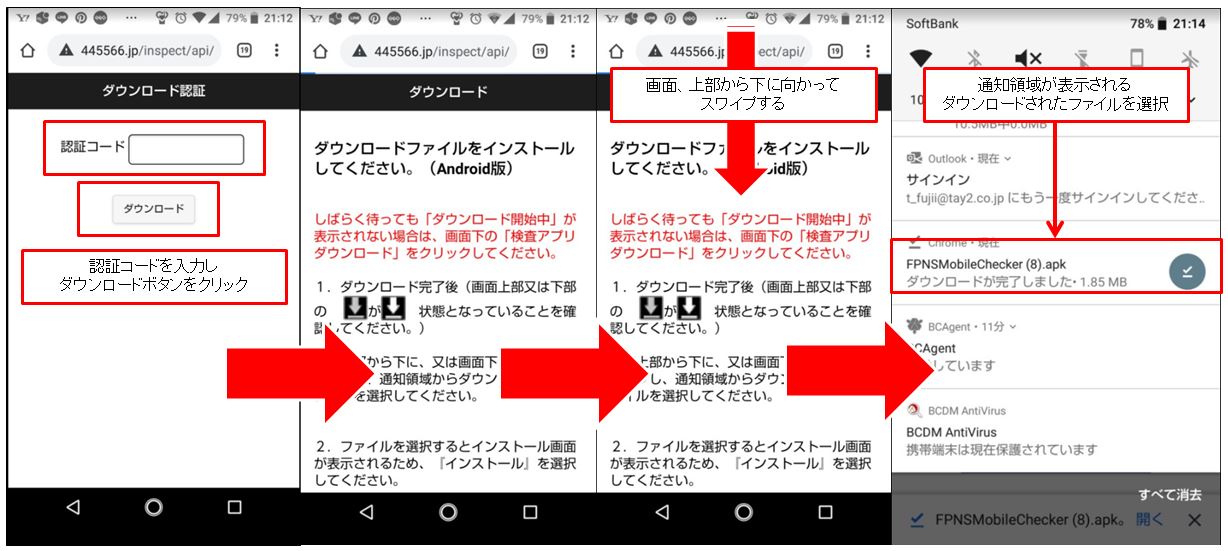 79% 21:12
445566.jp/inspect/api/
19
ダウンロード認証
認証コード
ダウンロード
認証コードを入力し
ダウンロードボタンをクリック
79% 21:12
445566.jp/inspect/api/
19
ダウンロード
ダウンロードファイルをインストール
してください。（Android版）
しばらく待っても「ダウンロード開始中」が
表示されない場合は、画面下の「検査アプリ
ダウンロード」をクリックしてください。
１．ダウンロード完了後（画面上部又は下部
の が 状態となっていることを確
認してください。）
から下に、又は画面下
、通知領域からダウン
を選択してください。
２．ファイルを選択するとインストール画面
が表示されるため、『インストール』を選択
してください。
79% 21:12
445566.jp ect/api/
19
画面、上部から下に向かって
スワイプする
ダウンロードファ ンストール
してください。 id版）
しばらく待っても「ダウンロード開始中」が
表示されない場合は、画面下の「検査アプリ
ダウンロード」をクリックしてください。
１．ダウンロード完了後（画面上部又は下部
の が 状態となっていることを確
認してください。）
上部から下に、又は画面下
し、通知領域からダウン
イルを選択してください。
２．ファイルを選択するとインストール画面
が表示されるため、『インストール』を選択
してください。
SoftBank 78% 21:14
通知領域が表示される
ダウンロードされたファイルを選択
10.5MB中0.0MB
Outlook・現在
サインイン
t_fujii@tay2.co.jp にもう一度サインインしてくださ..
Chrome・現在
FPNSMobileChecker (8).apk
ダウンロードが完了しました・1.85 MB
BCAgent・11分
BCAgent
しています
BCDM AntiVirus
BCDM AntiVirus
携帯端末は現在保護されています
すべて消去
FPNSMobileChecker (8).apk。 開く